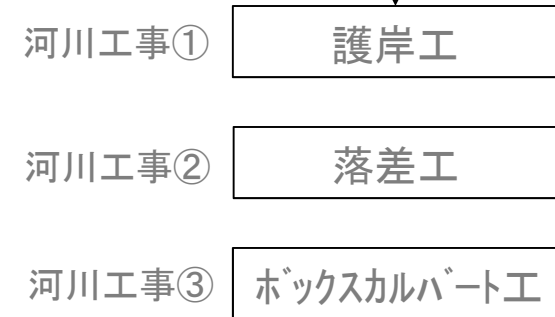 河川工事① 護岸工
河川工事② 落差工
河川工事③ ﾎﾞｯｸｽｶﾙﾊﾞｰﾄ工